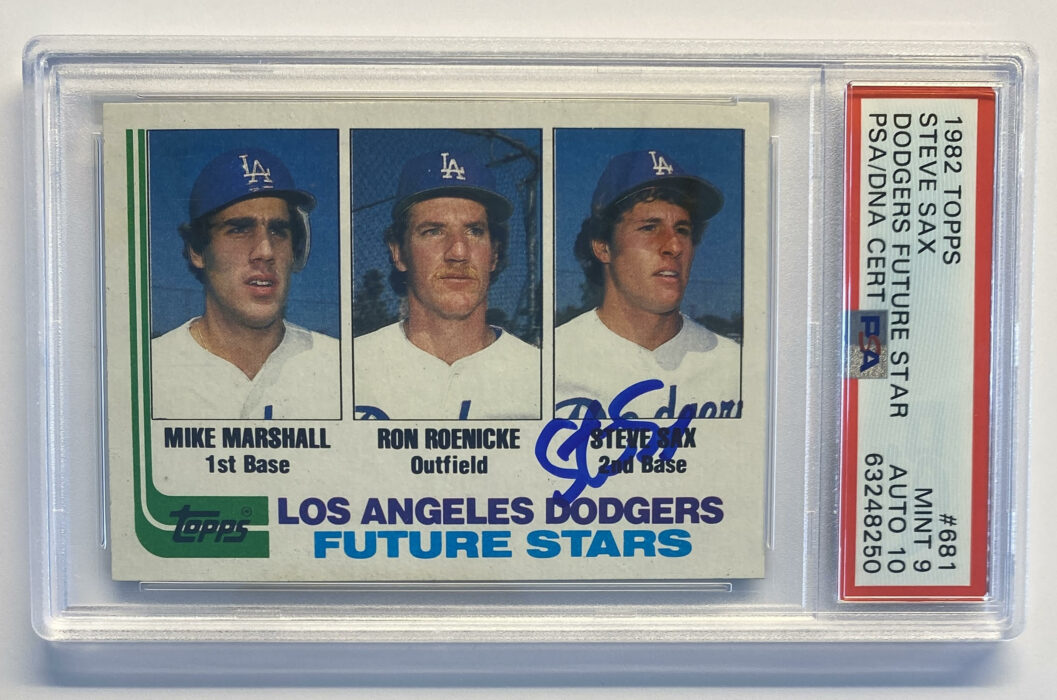 LA
LA
LA
Dodgers
MIKE MARSHALL
1st Base
RON ROENICKE
Outfield
STEVE SAX
2nd Base
Topps
LOS ANGELES DODGERS
FUTURE STARS
1982 TOPPS #681
STEVE SAX MINT 9
DODGERS FUTURE STAR AUTO 10
PSA/DNA CERT 63248250
PSA